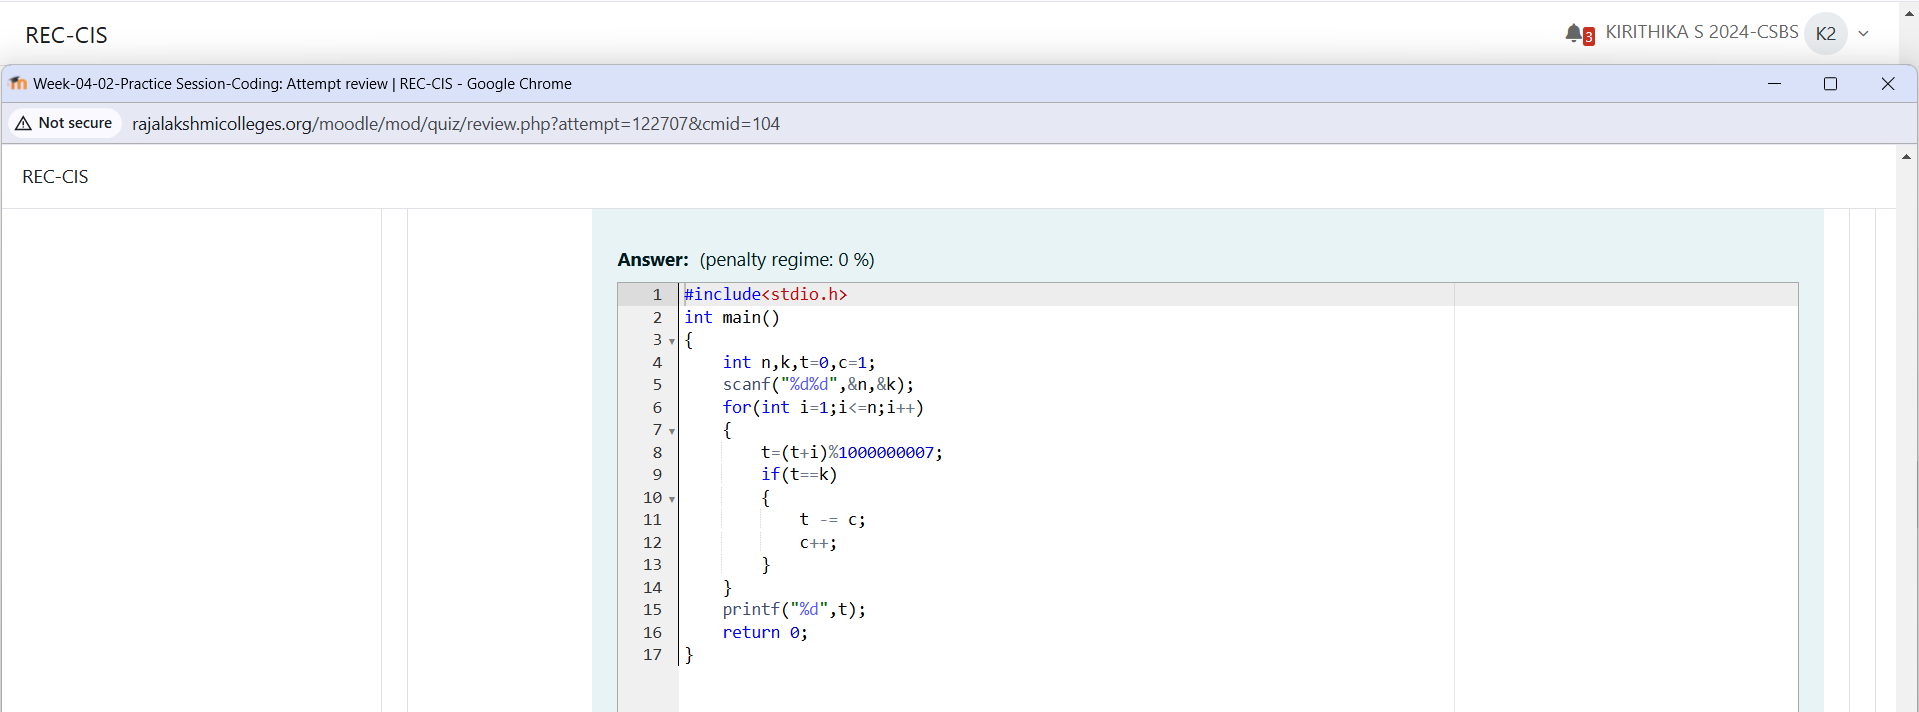 REC-CIS
3 KIRITHIKA S 2024-CSBS K2
Week-04-02-Practice Session-Coding: Attempt review | REC-CIS - Google Chrome
Not secure rajalakshmicolleges.org/moodle/mod/quiz/review.php?attempt=122707&cmid=104
REC-CIS
Answer: (penalty regime: 0 %)
1 #include<stdio.h>
2 int main()
3 {
4 int n,k,t=0,c=1;
5 scanf("%d%d",&n,&k);
6 for(int i=1;i<=n;i++)
7 {
8 t=(t+i)%1000000007;
9 if(t==k)
10 {
11 t -= c;
12 c++;
13 }
14 }
15 printf("%d",t);
16 return 0;
17 }